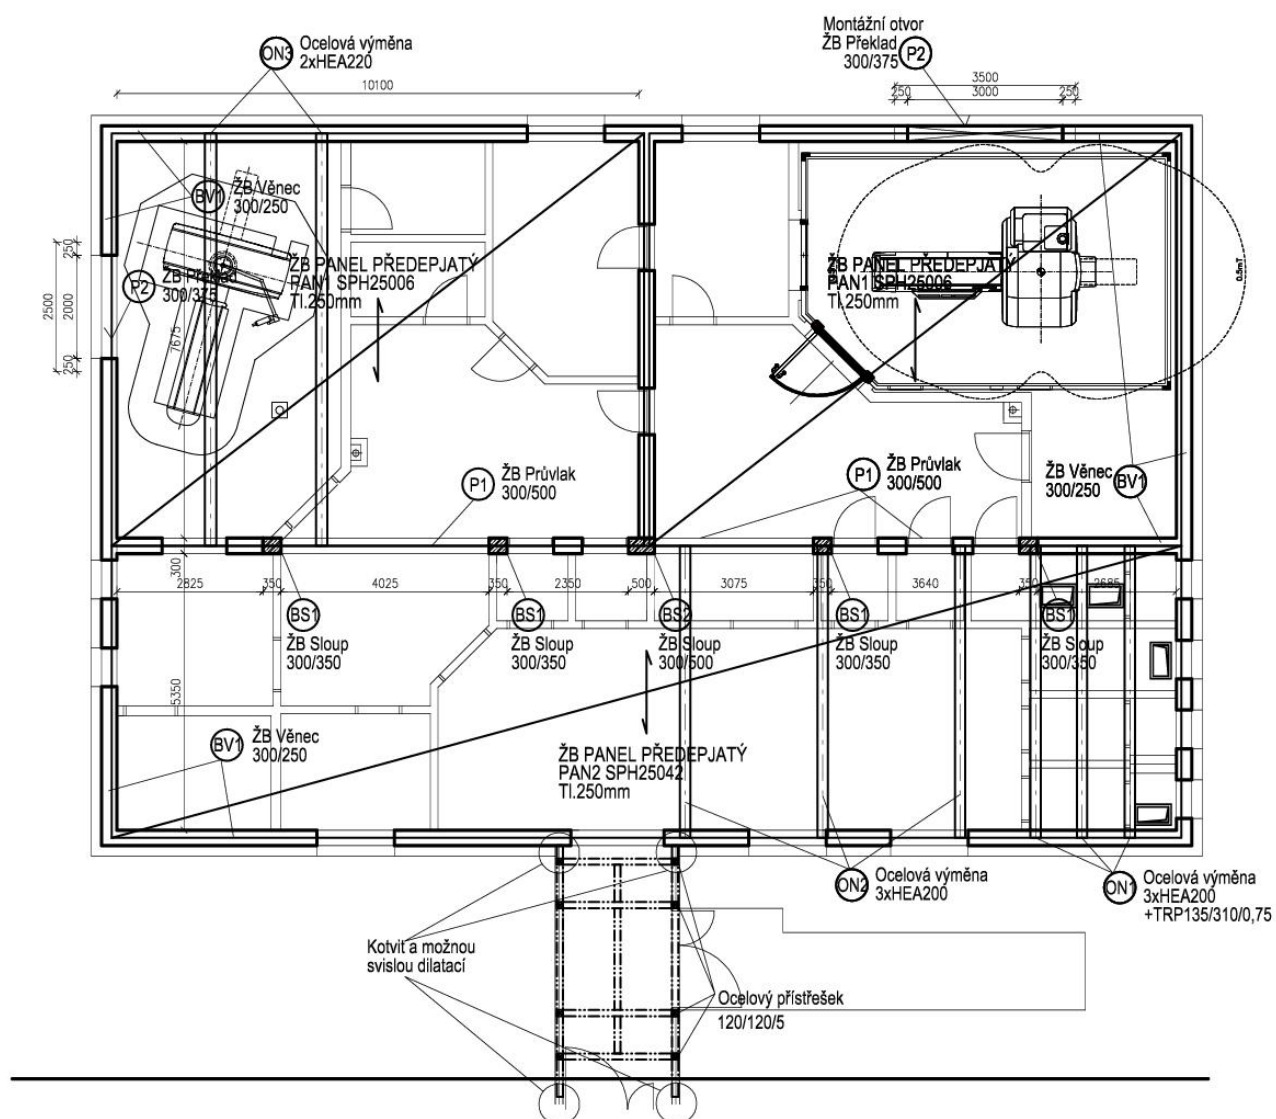 Montážní otvor
ŽB Překlad
300/375
P2
ON3
Ocelová výměna
2xHEA220
10100
3500
250
3000
250
BV1
ŽB Věnec
300/250
P2
ŽB Překlad
300/375
250
2000
2500
250
7675
ŽB PANEL PŘEDEPJATÝ
PAN1 SPH25006
Tl.250mm
ŽB PANEL PŘEDEPJATÝ
PAN1 SPH25006
Tl.250mm
0.5mT
P1
ŽB Průvlak
300/500
P1
ŽB Průvlak
300/500
ŽB Věnec
300/250
BV1
300
2825
350
4025
350
2350
500
3075
350
3640
350
2685
BS1
ŽB Sloup
300/350
BS1
ŽB Sloup
300/350
BS2
ŽB Sloup
300/500
BS1
ŽB Sloup
300/350
BS1
ŽB Sloup
300/350
5350
BV1
ŽB Věnec
300/250
ŽB PANEL PŘEDEPJATÝ
PAN2 SPH25042
Tl.250mm
ON2
Ocelová výměna
3xHEA200
ON1
Ocelová výměna
3xHEA200
+TRP135/310/0,75
Kotvit a možnou
svislou dilatací
Ocelový přístřešek
120/120/5